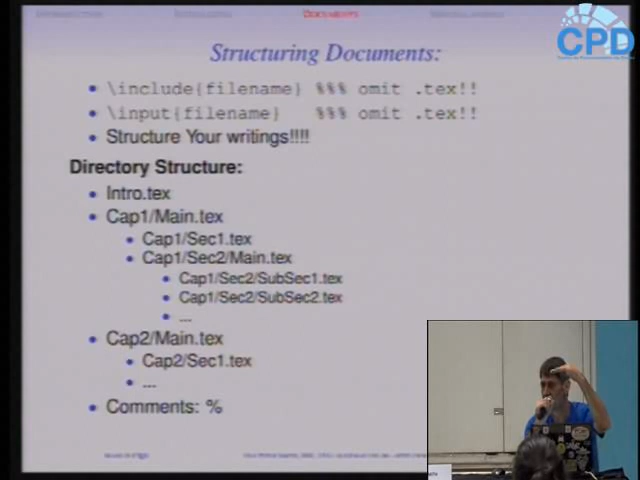 DOCUMENTS
CPD
Structuring Documents:
• \include{filename} %%% omit .tex!!
• \input{filename} %%% omit .tex!!
• Structure Your writings!!!!
Directory Structure:
• Intro.tex
• Cap1/Main.tex
• Cap1/Sec1.tex
• Cap1/Sec2/Main.tex
• Cap1/Sec2/SubSec1.tex
• Cap1/Sec2/SubSec2.tex
• ...
• Cap2/Main.tex
• Cap2/Sec1.tex
• ...
• Comments: %